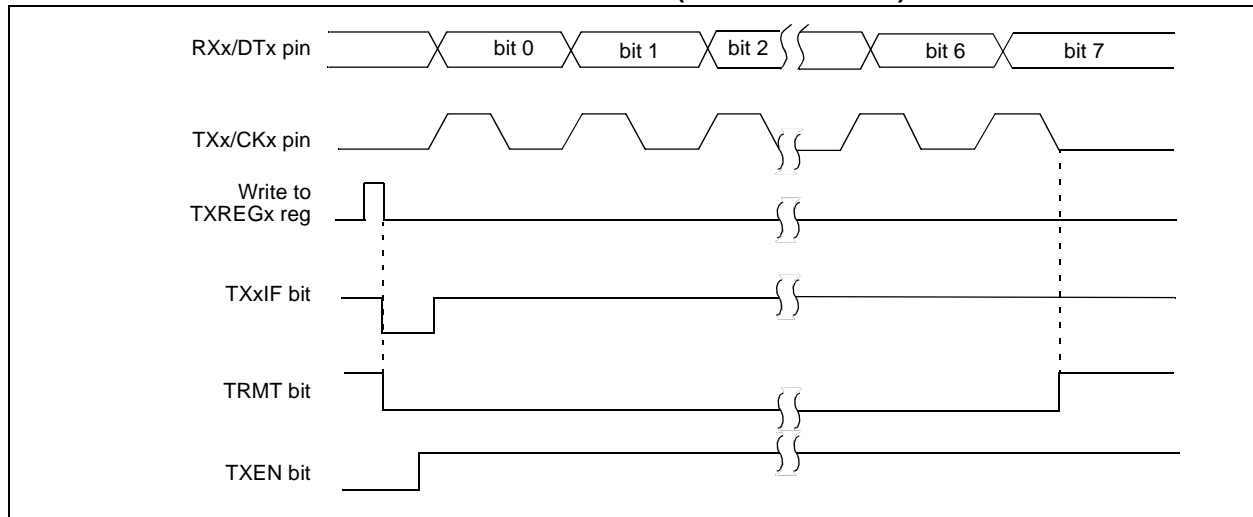 RXx/DTx pin
bit 0 bit 1 bit 2 bit 6 bit 7
TXx/CKx pin
Write to
TXREGx reg
TXxIF bit
TRMT bit
TXEN bit